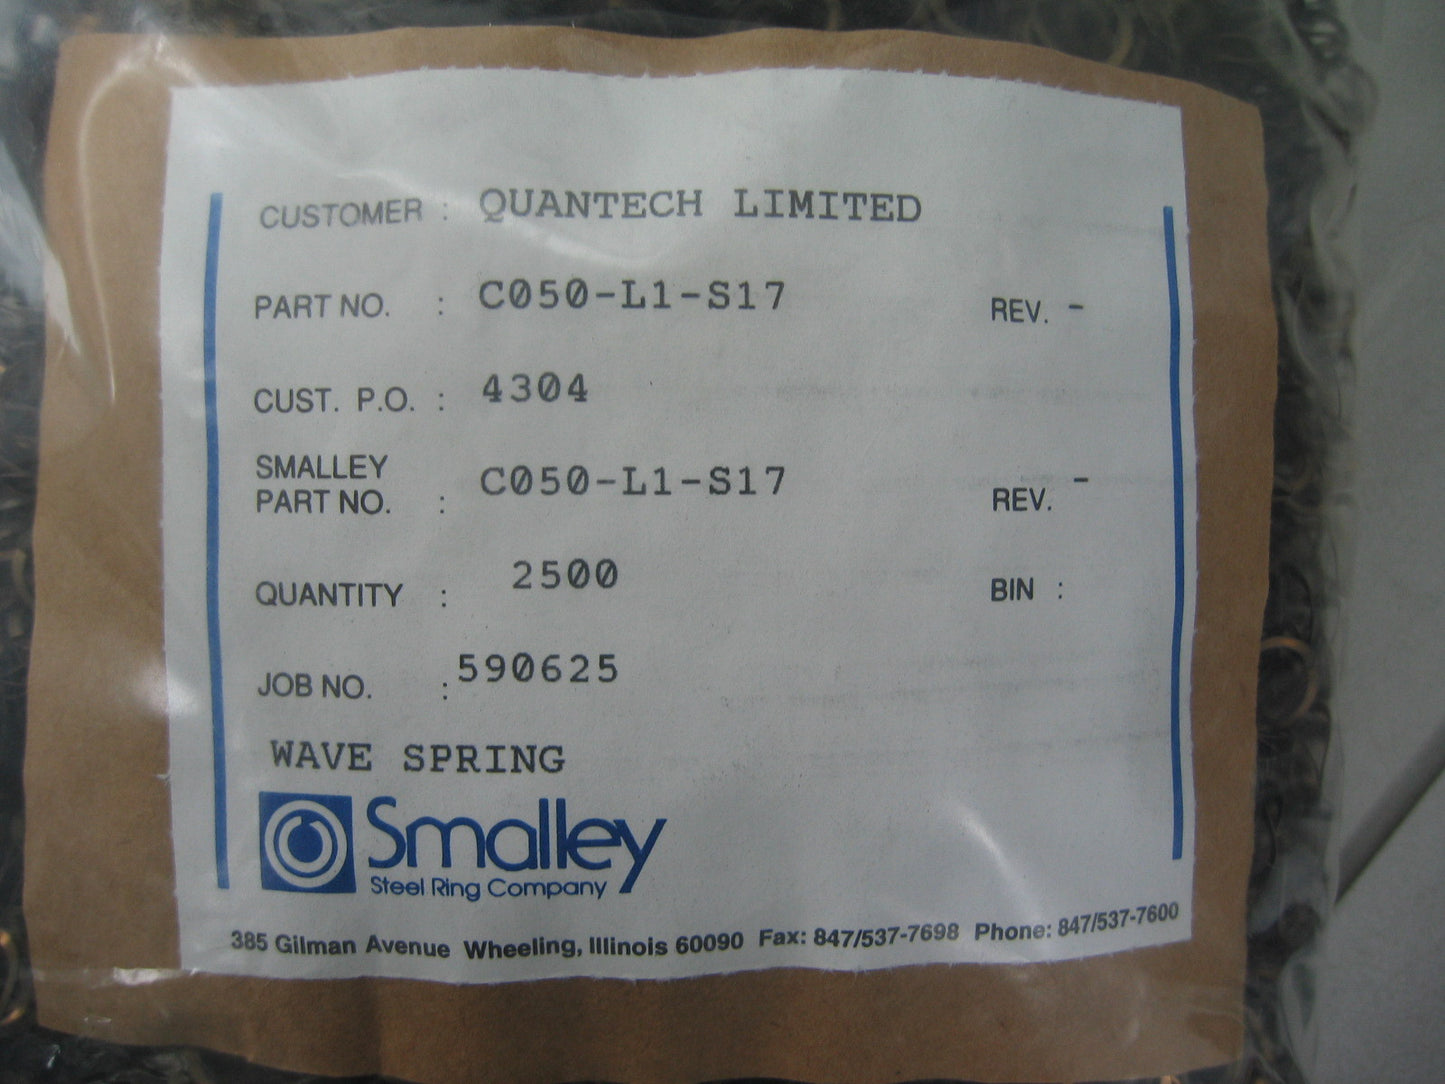 CUSTOMER : QUANTECH LIMITED
PART NO. : C050-L1-S17 REV. -
CUST. P.O. : 4304
SMALLEY
PART NO. : C050-L1-S17 REV. -
QUANTITY : 2500 BIN :
JOB NO. : 590625
WAVE SPRING
Smalley
Steel Ring Company
385 Gilman Avenue Wheeling, Illinois 60090 Fax: 847/537-7698 Phone: 847/537-7600